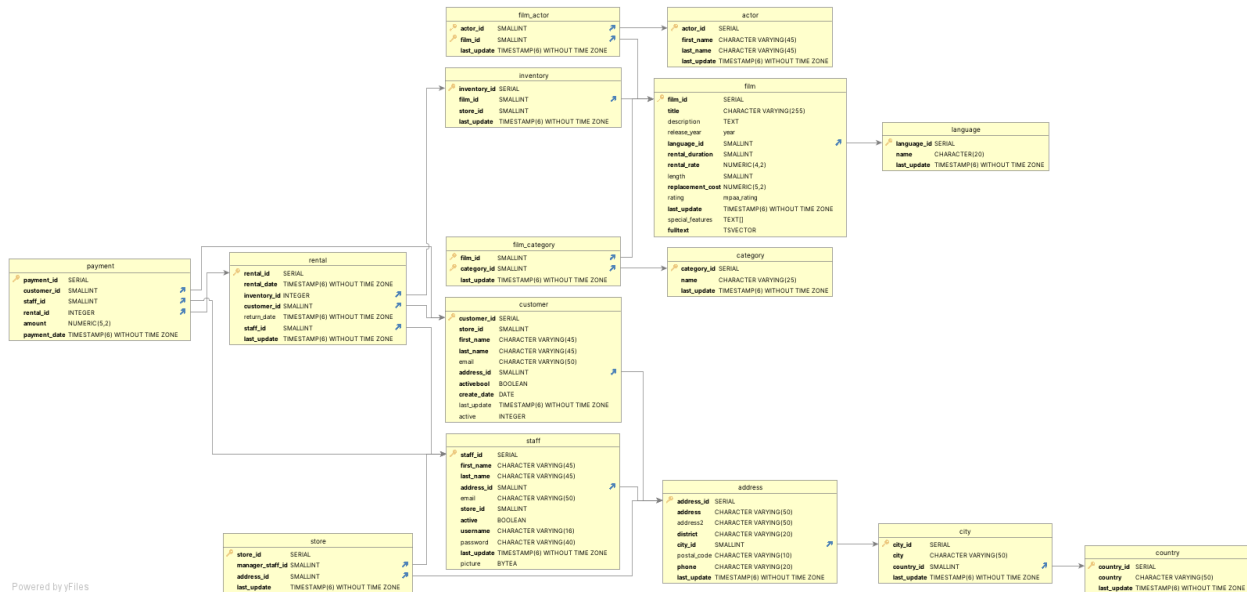 film_actor
actor_id SMALLINT
film_id SMALLINT
last_update TIMESTAMP(6) WITHOUT TIME ZONE
actor
actor_id SERIAL
first_name CHARACTER VARYING(45)
last_name CHARACTER VARYING(45)
last_update TIMESTAMP(6) WITHOUT TIME ZONE
inventory
inventory_id SERIAL
film_id SMALLINT
store_id SMALLINT
last_update TIMESTAMP(6) WITHOUT TIME ZONE
film
film_id SERIAL
title CHARACTER VARYING(255)
description TEXT
release_year year
language_id SMALLINT
rental_duration SMALLINT
rental_rate NUMERIC(4,2)
length SMALLINT
replacement_cost NUMERIC(5,2)
rating mpaa_rating
last_update TIMESTAMP(6) WITHOUT TIME ZONE
special_features TEXT[]
fulltext TSVECTOR
language
language_id SERIAL
name CHARACTER(20)
last_update TIMESTAMP(6) WITHOUT TIME ZONE
film_category
film_id SMALLINT
category_id SMALLINT
last_update TIMESTAMP(6) WITHOUT TIME ZONE
category
category_id SERIAL
name CHARACTER VARYING(25)
last_update TIMESTAMP(6) WITHOUT TIME ZONE
payment
payment_id SERIAL
customer_id SMALLINT
staff_id SMALLINT
rental_id INTEGER
amount NUMERIC(5,2)
payment_date TIMESTAMP(6) WITHOUT TIME ZONE
rental
rental_id SERIAL
rental_date TIMESTAMP(6) WITHOUT TIME ZONE
inventory_id INTEGER
customer_id SMALLINT
return_date TIMESTAMP(6) WITHOUT TIME ZONE
staff_id SMALLINT
last_update TIMESTAMP(6) WITHOUT TIME ZONE
customer
customer_id SERIAL
store_id SMALLINT
first_name CHARACTER VARYING(45)
last_name CHARACTER VARYING(45)
email CHARACTER VARYING(50)
address_id SMALLINT
activebool BOOLEAN
create_date DATE
last_update TIMESTAMP(6) WITHOUT TIME ZONE
active INTEGER
staff
staff_id SERIAL
first_name CHARACTER VARYING(45)
last_name CHARACTER VARYING(45)
address_id SMALLINT
email CHARACTER VARYING(50)
store_id SMALLINT
active BOOLEAN
username CHARACTER VARYING(16)
password CHARACTER VARYING(40)
last_update TIMESTAMP(6) WITHOUT TIME ZONE
picture BYTEA
address
address_id SERIAL
address CHARACTER VARYING(50)
address2 CHARACTER VARYING(50)
district CHARACTER VARYING(20)
city_id SMALLINT
postal_code CHARACTER VARYING(10)
phone CHARACTER VARYING(20)
last_update TIMESTAMP(6) WITHOUT TIME ZONE
store
store_id SERIAL
manager_staff_id SMALLINT
address_id SMALLINT
last_update TIMESTAMP(6) WITHOUT TIME ZONE
city
city_id SERIAL
city CHARACTER VARYING(50)
country_id SMALLINT
last_update TIMESTAMP(6) WITHOUT TIME ZONE
country
country_id SERIAL
country CHARACTER VARYING(50)
last_update TIMESTAMP(6) WITHOUT TIME ZONE
Powered by yFiles